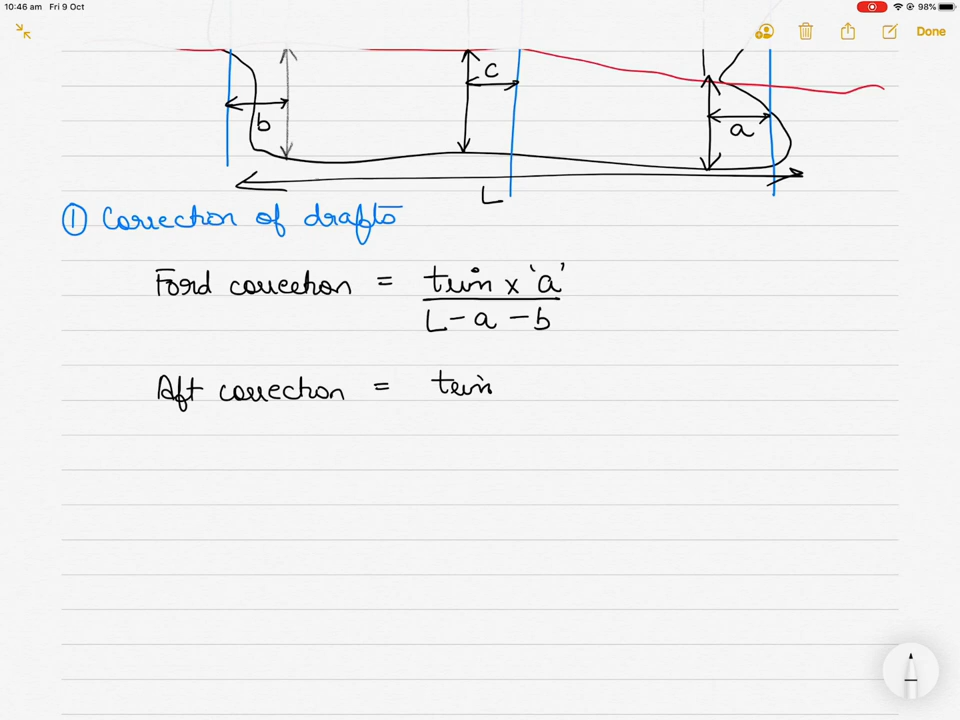 10:46 am Fri 9 Oct
98%
Done
b
c
a
L
① Correction of drafts
Ford correction = trim x 'a'
L - a - b
Aft correction = trim